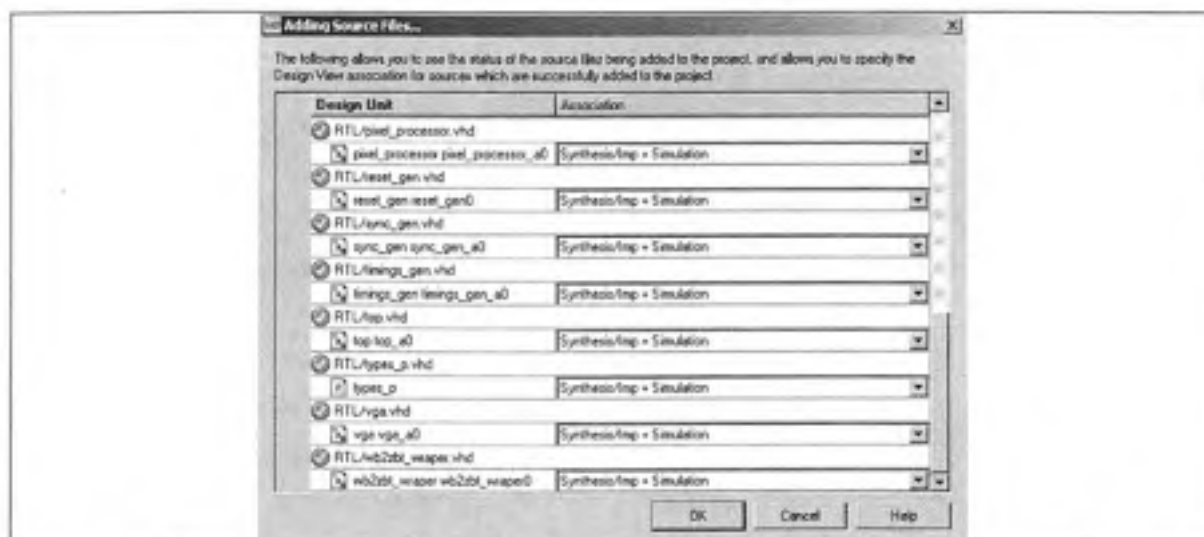 Adding Source Files...
The following allows you to see the status of the source files being added to the project, and allows you to specify the
Design View association for sources which are successfully added to the project.
Design Unit Association
RTL/pixel_processor.vhd
pixel_processor pixel_processor_a0 Synthesis/Imp + Simulation
RTL/reset_gen.vhd
reset_gen reset_gen0 Synthesis/Imp + Simulation
RTL/sync_gen.vhd
sync_gen sync_gen_a0 Synthesis/Imp + Simulation
RTL/timings_gen.vhd
timings_gen timings_gen_a0 Synthesis/Imp + Simulation
RTL/top.vhd
top top_a0 Synthesis/Imp + Simulation
RTL/types_p.vhd
types_p Synthesis/Imp + Simulation
RTL/vga.vhd
vga vga_a0 Synthesis/Imp + Simulation
RTL/wb2zbt_wraper.vhd
wb2zbt_wraper wb2zbt_wraper0 Synthesis/Imp + Simulation
OK Cancel Help